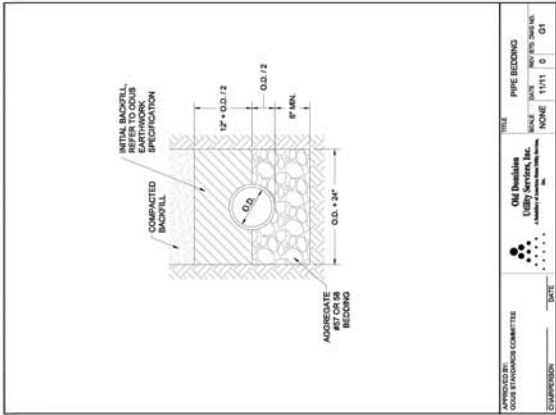 INITIAL BACKFILL,
REFER TO ODUS
EARTHWORK
SPECIFICATION
COMPACTED
BACKFILL
12" + O.D. / 2
O.D. / 2
6" MIN.
O.D.
O.D. + 24"
AGGREGATE
#57 OR 58
BEDDING
APPROVED BY:
ODUS STANDARDS COMMITTEE
CHAIRPERSON
DATE
Old Dominion
Utility Services, Inc.
TITLE
PIPE BEDDING
SCALE
NONE
DATE
11/11
REV
0
STD DWG NO.
G1